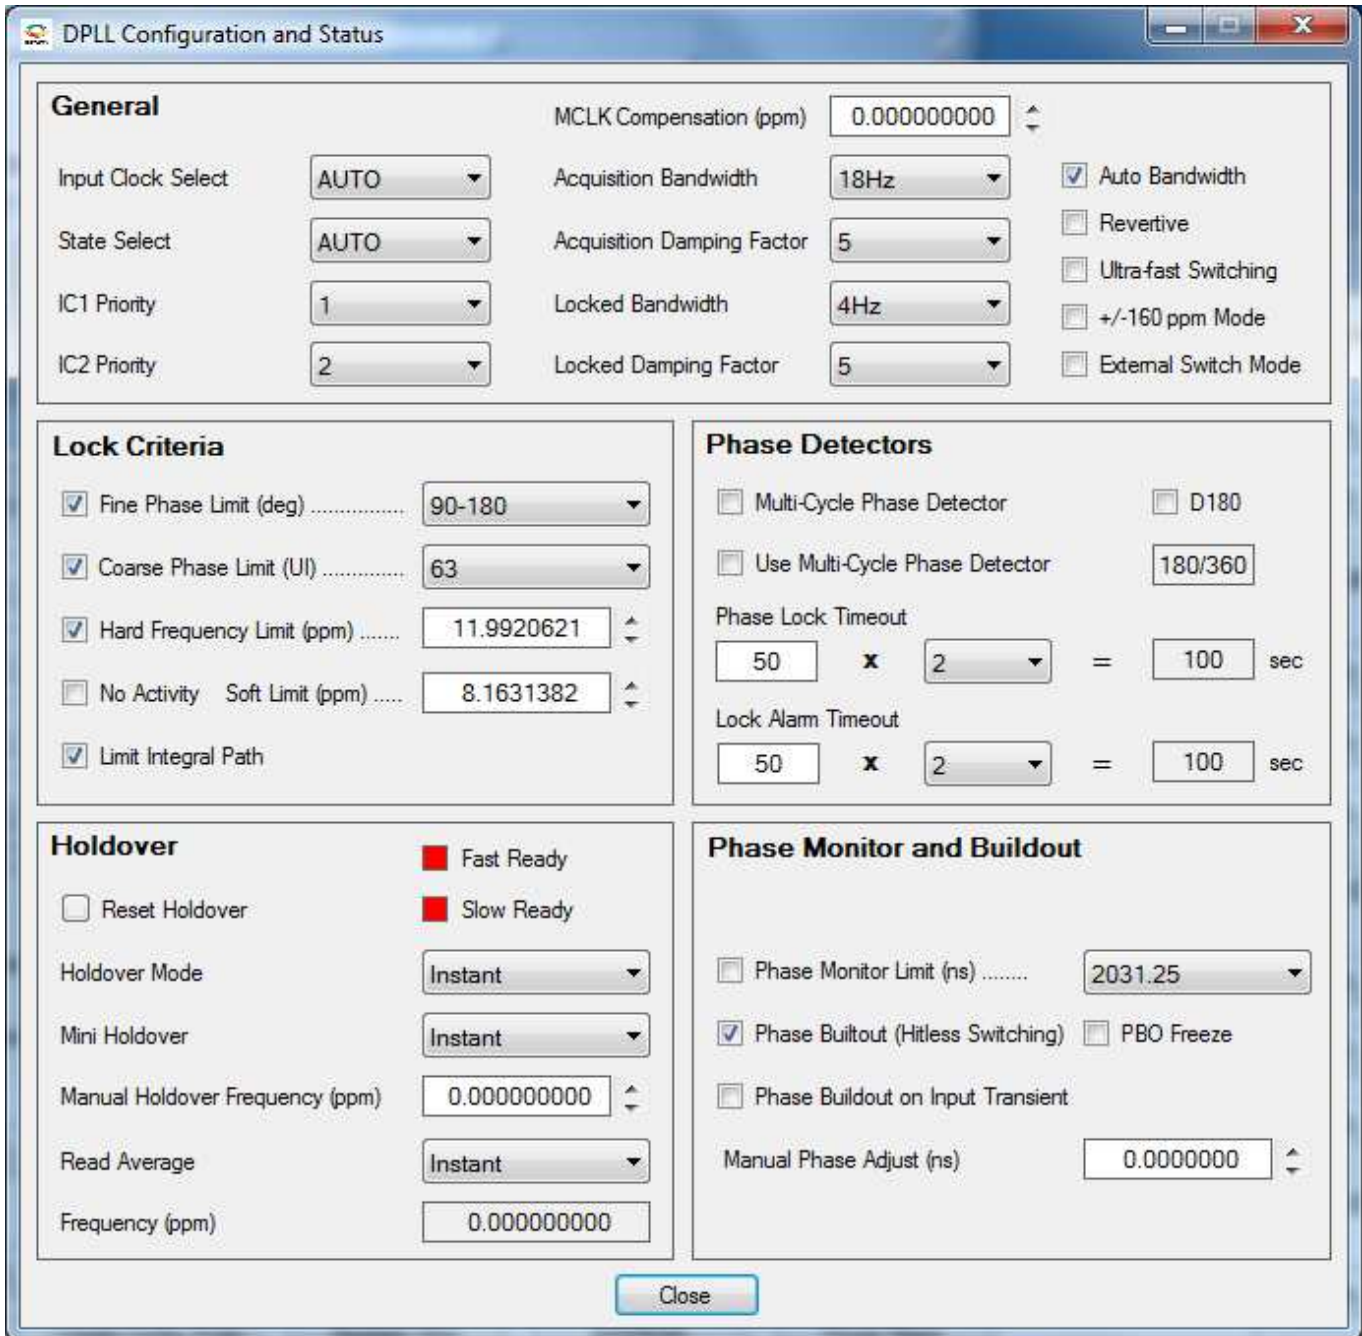 DPLL Configuration and Status
General
MCLK Compensation (ppm) 0.000000000
Input Clock Select AUTO Acquisition Bandwidth 18Hz Auto Bandwidth
State Select AUTO Acquisition Damping Factor 5 Revertive
Ultra-fast Switching
IC1 Priority 1 Locked Bandwidth 4Hz +/-160 ppm Mode
IC2 Priority 2 Locked Damping Factor 5 External Switch Mode
Lock Criteria
Fine Phase Limit (deg) ................ 90-180
Coarse Phase Limit (UI) .............. 63
Hard Frequency Limit (ppm) ....... 11.9920621
No Activity Soft Limit (ppm) ..... 8.1631382
Limit Integral Path
Phase Detectors
Multi-Cycle Phase Detector D180
Use Multi-Cycle Phase Detector 180/360
Phase Lock Timeout
50 x 2 = 100 sec
Lock Alarm Timeout
50 x 2 = 100 sec
Holdover
Fast Ready
Reset Holdover Slow Ready
Holdover Mode Instant
Mini Holdover Instant
Manual Holdover Frequency (ppm) 0.000000000
Read Average Instant
Frequency (ppm) 0.000000000
Phase Monitor and Buildout
Phase Monitor Limit (ns) ........ 2031.25
Phase Builtout (Hitless Switching) PBO Freeze
Phase Buildout on Input Transient
Manual Phase Adjust (ns) 0.0000000
Close